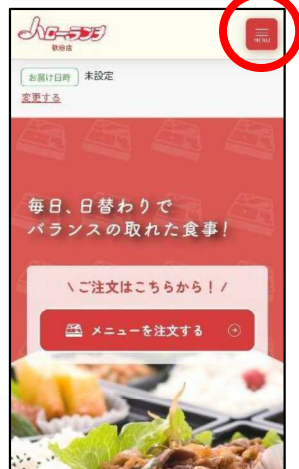 ハローランチ
秋田店
MENU
お届け日時 未設定
変更する
毎日、日替わりで
バランスの取れた食事！
\ご注文はこちらから！/
メニューを注文する